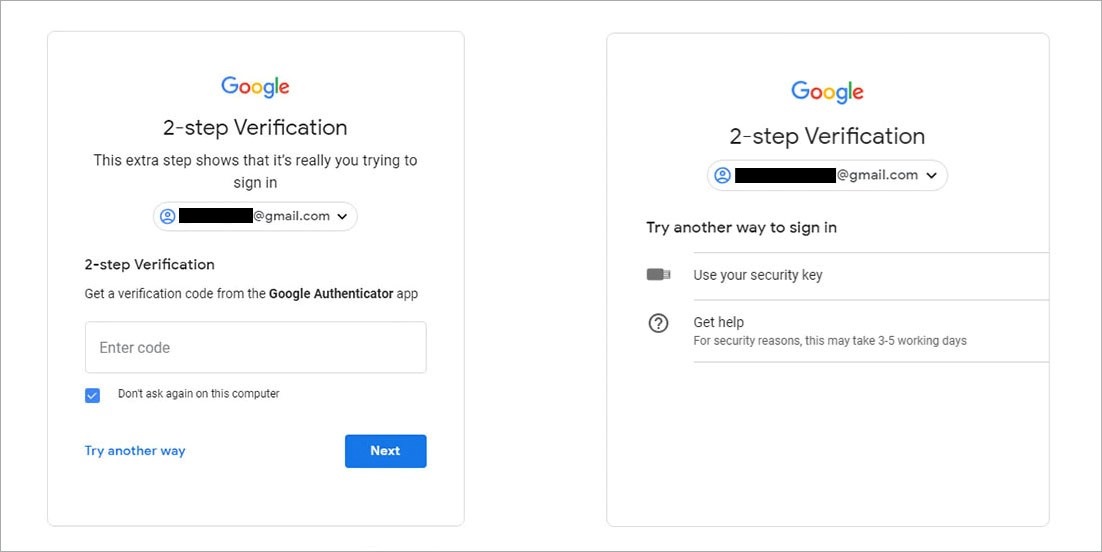 Google
2-step Verification
This extra step shows that it's really you trying to
sign in
@gmail.com
2-step Verification
Get a verification code from the Google Authenticator app
Enter code
Don't ask again on this computer
Try another way
Next
Google
2-step Verification
@gmail.com
Try another way to sign in
Use your security key
Get help
For security reasons, this may take 3-5 working days